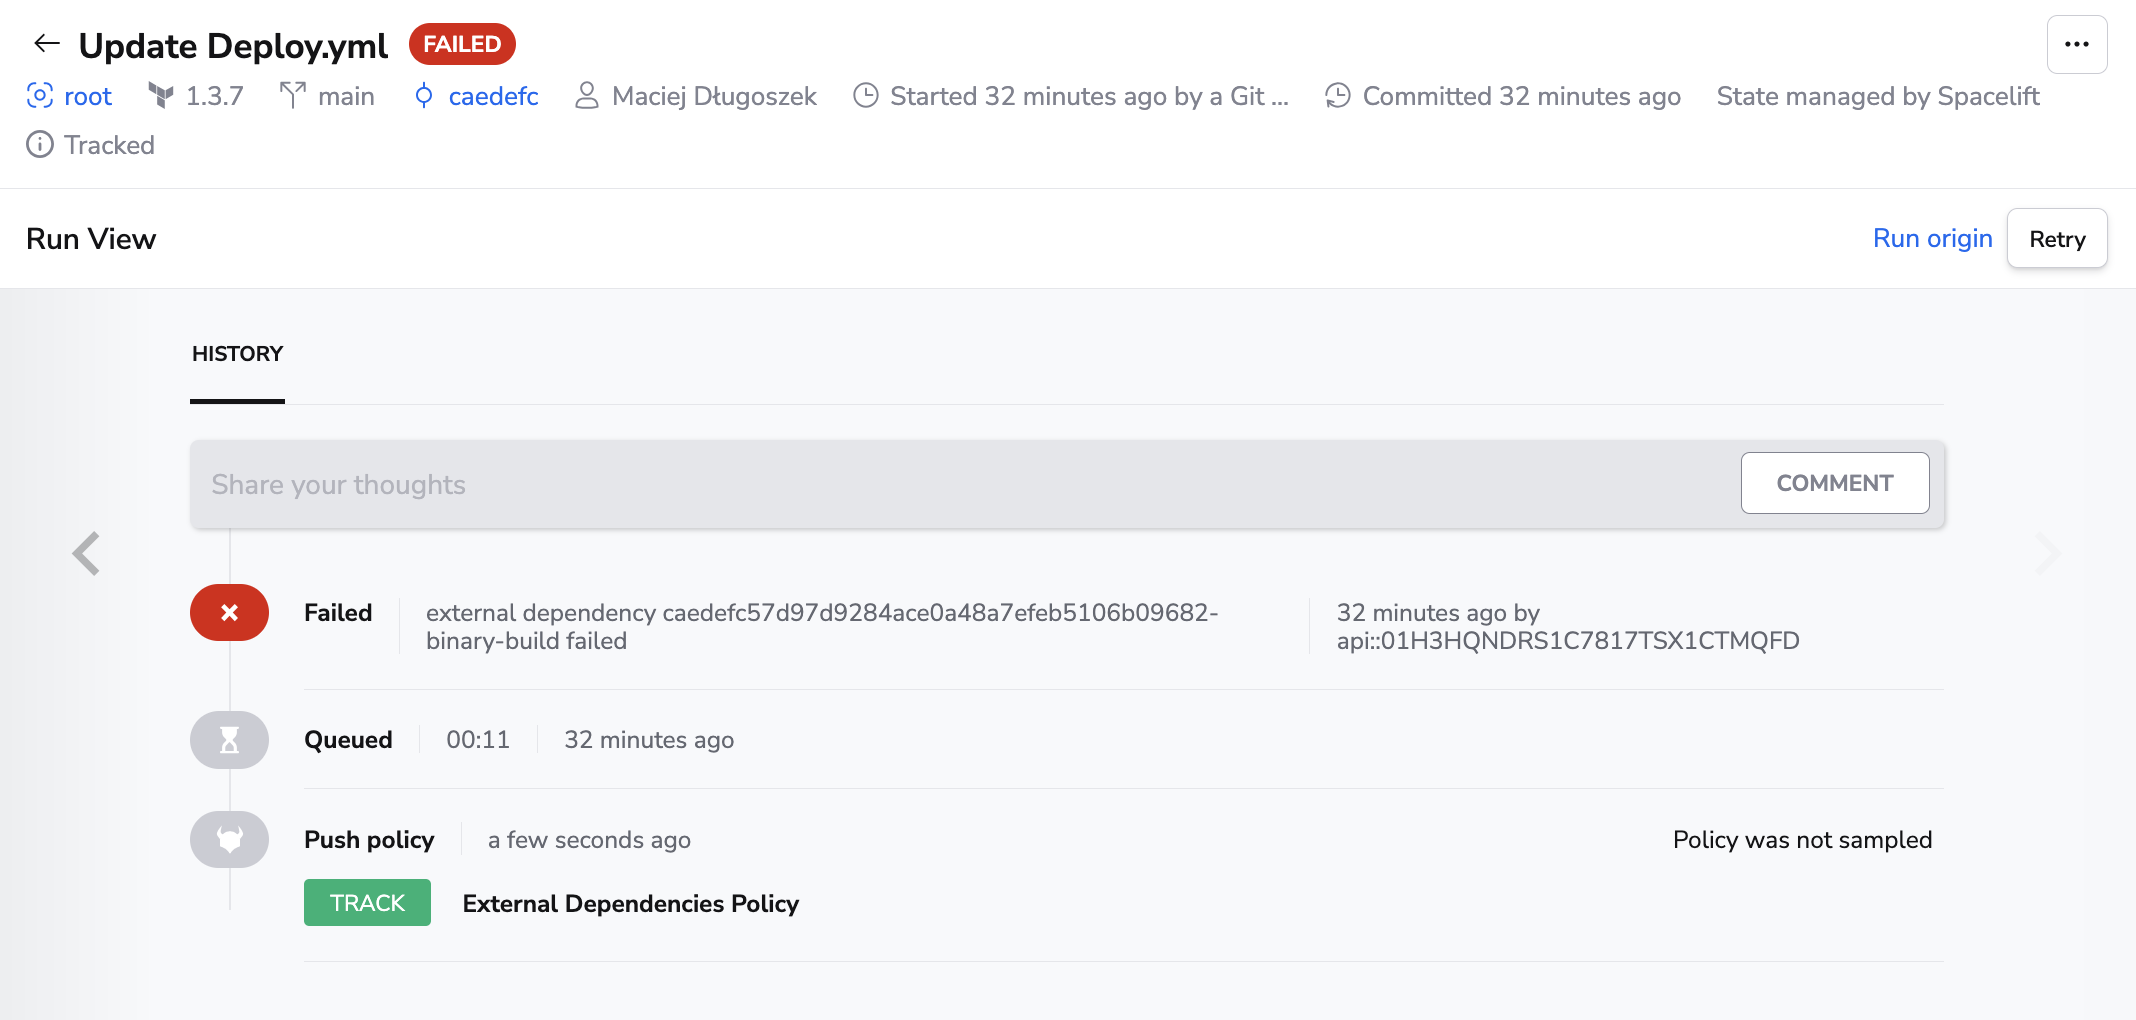 Update Deploy.yml FAILED
root 1.3.7 main caedefc Maciej Długoszek Started 32 minutes ago by a Git ... Committed 32 minutes ago State managed by Spacelift
Tracked
Run View Run origin Retry
HISTORY
Share your thoughts COMMENT
Failed external dependency caedefc57d97d9284ace0a48a7efeb5106b09682- 32 minutes ago by
binary-build failed api::01H3HQNDRS1C7817TSX1CTMQFD
Queued 00:11 32 minutes ago
Push policy a few seconds ago Policy was not sampled
TRACK External Dependencies Policy